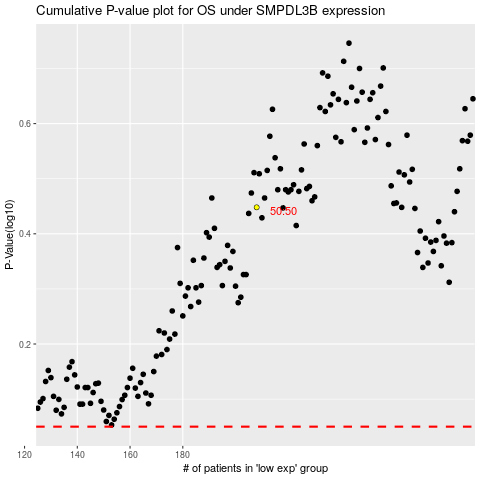 Cumulative P-value plot for OS under SMPDL3B expression
P-Value(log10)
0.6
0.4
0.2
50:50
120 140 160 180
# of patients in 'low exp' group